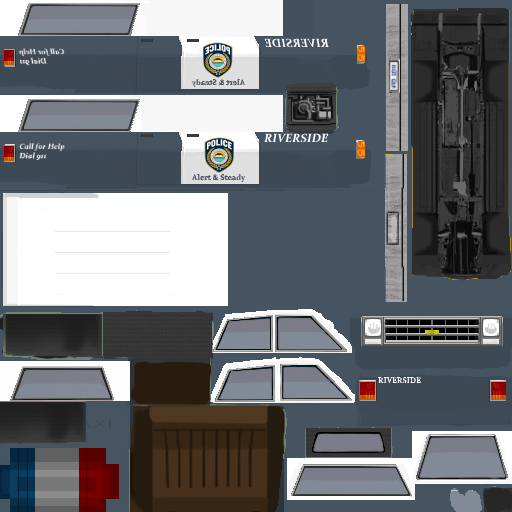 Call for Help
Dial 911
POLICE
Alert & Steady
RIVERSIDE
Call for Help
Dial 911
POLICE
Alert & Steady
RIVERSIDE
RIVERSIDE